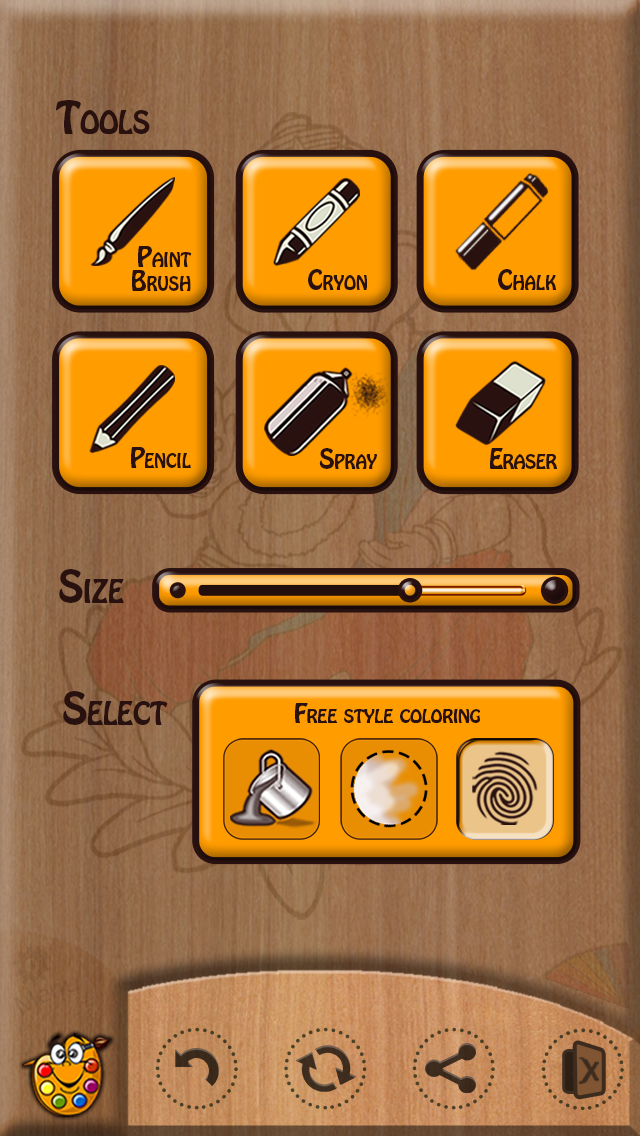 Tools
Paint
Brush
Cryon
Chalk
Pencil
Spray
Eraser
Size
Select
Free style coloring
X